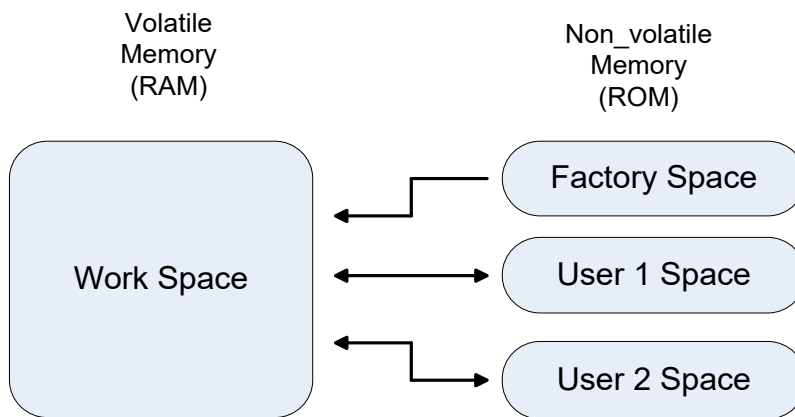 Volatile
Memory
(RAM)
Non_volatile
Memory
(ROM)
Work Space
Factory Space
User 1 Space
User 2 Space